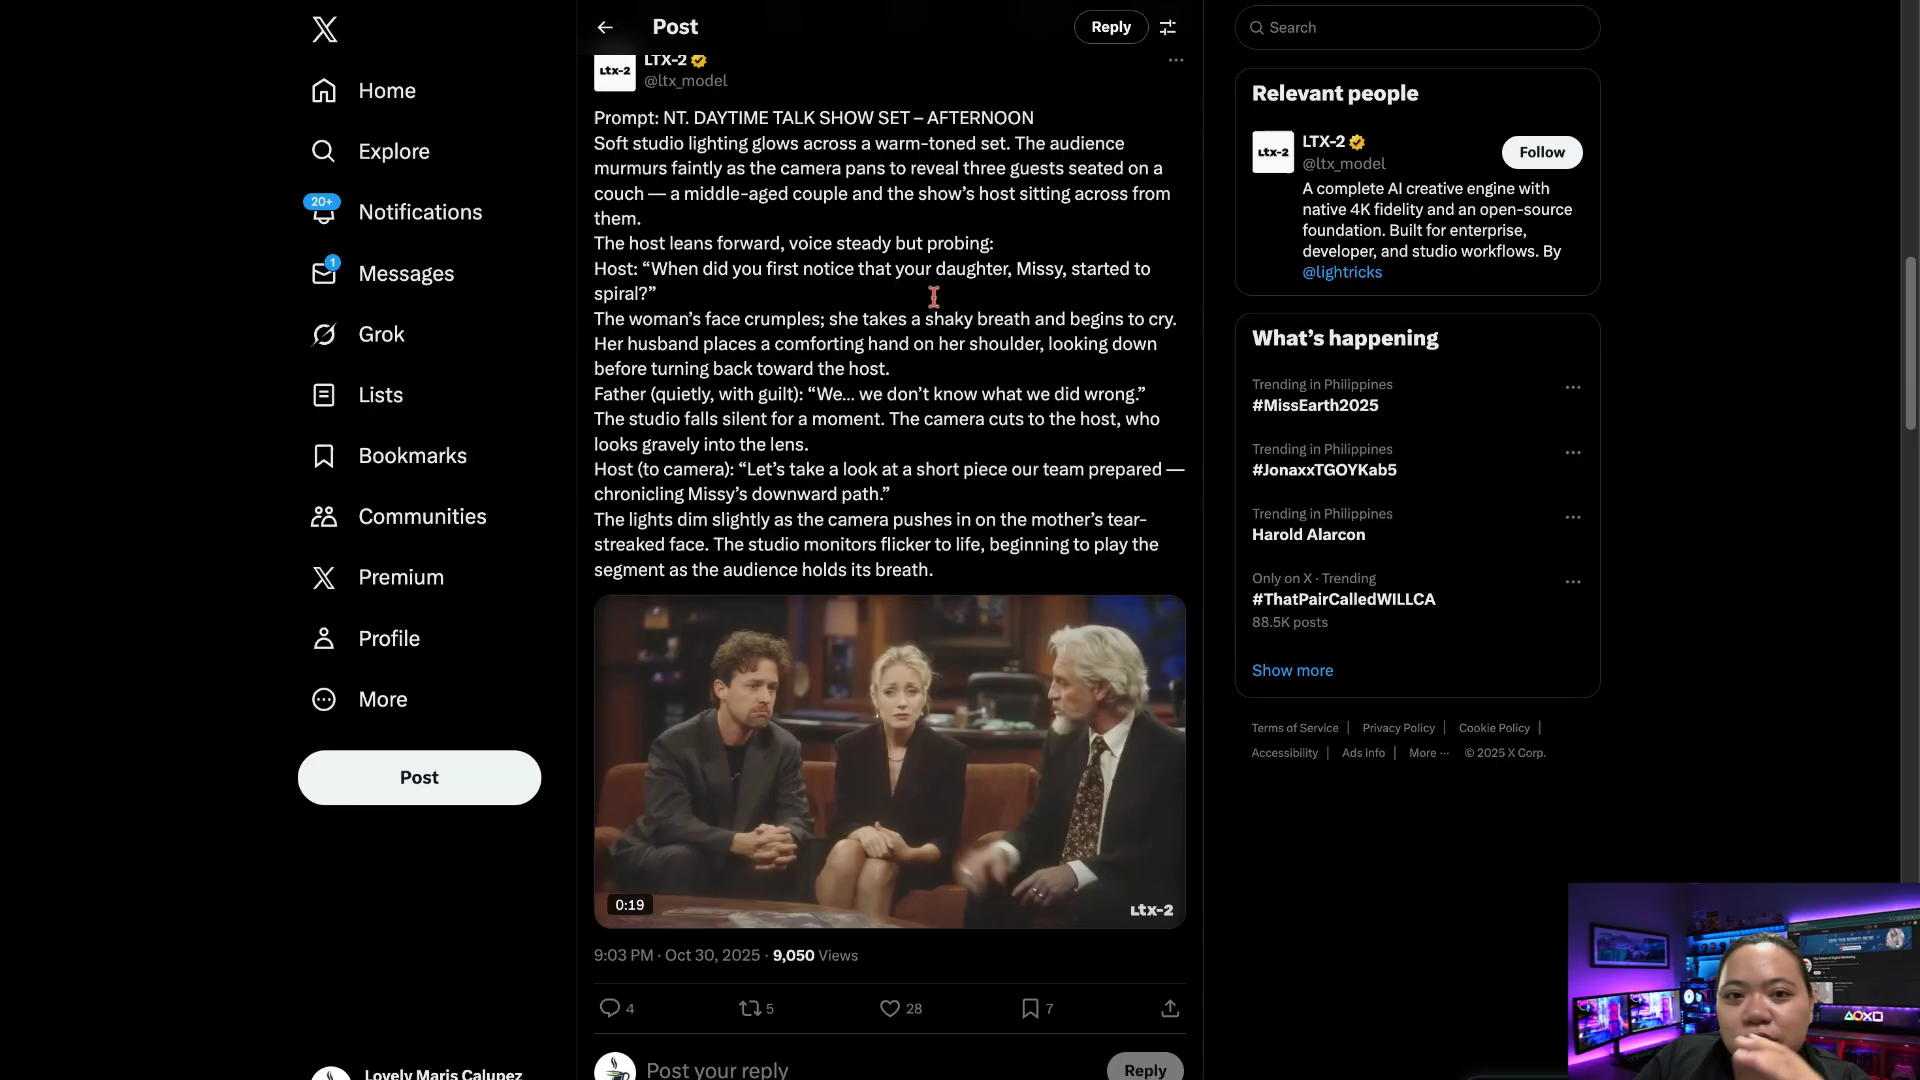 Home
Explore
20+
Notifications
1
Messages
Grok
Lists
Bookmarks
Communities
Premium
Profile
More
Post
Lovely Maris Calupez
Post
Reply
LTX-2
LTX-2
@ltx_model
Prompt: NT. DAYTIME TALK SHOW SET – AFTERNOON
Soft studio lighting glows across a warm-toned set. The audience
murmurs faintly as the camera pans to reveal three guests seated on a
couch — a middle-aged couple and the show’s host sitting across from
them.
The host leans forward, voice steady but probing:
Host: “When did you first notice that your daughter, Missy, started to
spiral?”
The woman’s face crumples; she takes a shaky breath and begins to cry.
Her husband places a comforting hand on her shoulder, looking down
before turning back toward the host.
Father (quietly, with guilt): “We... we don’t know what we did wrong.”
The studio falls silent for a moment. The camera cuts to the host, who
looks gravely into the lens.
Host (to camera): “Let’s take a look at a short piece our team prepared —
chronicling Missy’s downward path.”
The lights dim slightly as the camera pushes in on the mother’s tear-
streaked face. The studio monitors flicker to life, beginning to play the
segment as the audience holds its breath.
0:19
LTX-2
9:03 PM · Oct 30, 2025 · 9,050 Views
4
5
28
7
Post your reply
Reply
Search
Relevant people
LTX-2
LTX-2
@ltx_model
Follow
A complete AI creative engine with
native 4K fidelity and an open-source
foundation. Built for enterprise,
developer, and studio workflows. By
@lightricks
What’s happening
Trending in Philippines
#MissEarth2025
Trending in Philippines
#JonaxxTGOYKab5
Trending in Philippines
Harold Alarcon
Only on X · Trending
#ThatPairCalledWILLCA
88.5K posts
Show more
Terms of Service | Privacy Policy | Cookie Policy |
Accessibility | Ads info | More ··· © 2025 X Corp.